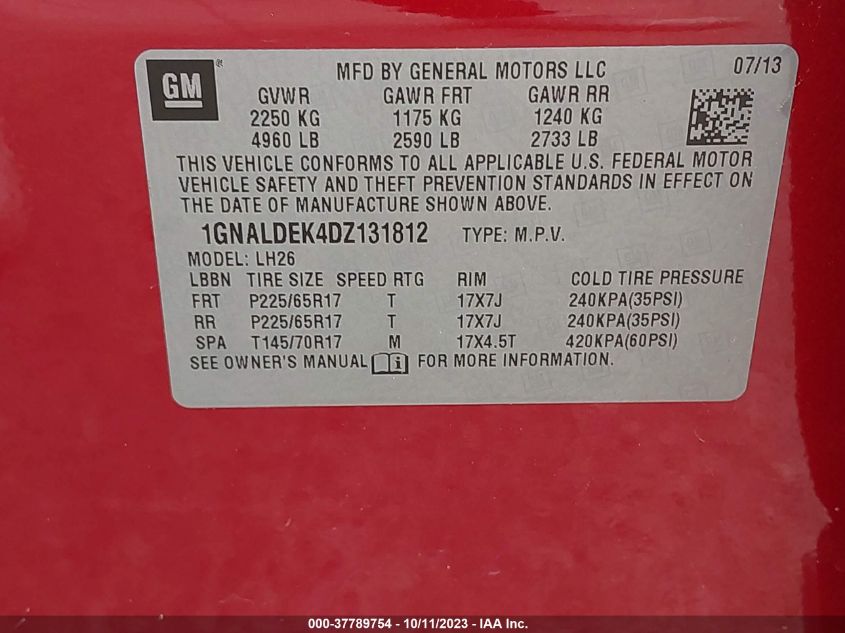 GM ®
MFD BY GENERAL MOTORS LLC 07/13
GVWR GAWR FRT GAWR RR
2250 KG 1175 KG 1240 KG
4960 LB 2590 LB 2733 LB
THIS VEHICLE CONFORMS TO ALL APPLICABLE U.S. FEDERAL MOTOR
VEHICLE SAFETY AND THEFT PREVENTION STANDARDS IN EFFECT ON
THE DATE OF MANUFACTURE SHOWN ABOVE.
1GNALDEK4DZ131812 TYPE: M.P.V.
MODEL: LH26
LBBN TIRE SIZE SPEED RTG RIM COLD TIRE PRESSURE
FRT P225/65R17 T 17X7J 240KPA(35PSI)
RR P225/65R17 T 17X7J 240KPA(35PSI)
SPA T145/70R17 M 17X4.5T 420KPA(60PSI)
SEE OWNER'S MANUAL i FOR MORE INFORMATION.
000-37789754 - 10/11/2023 - IAA Inc.